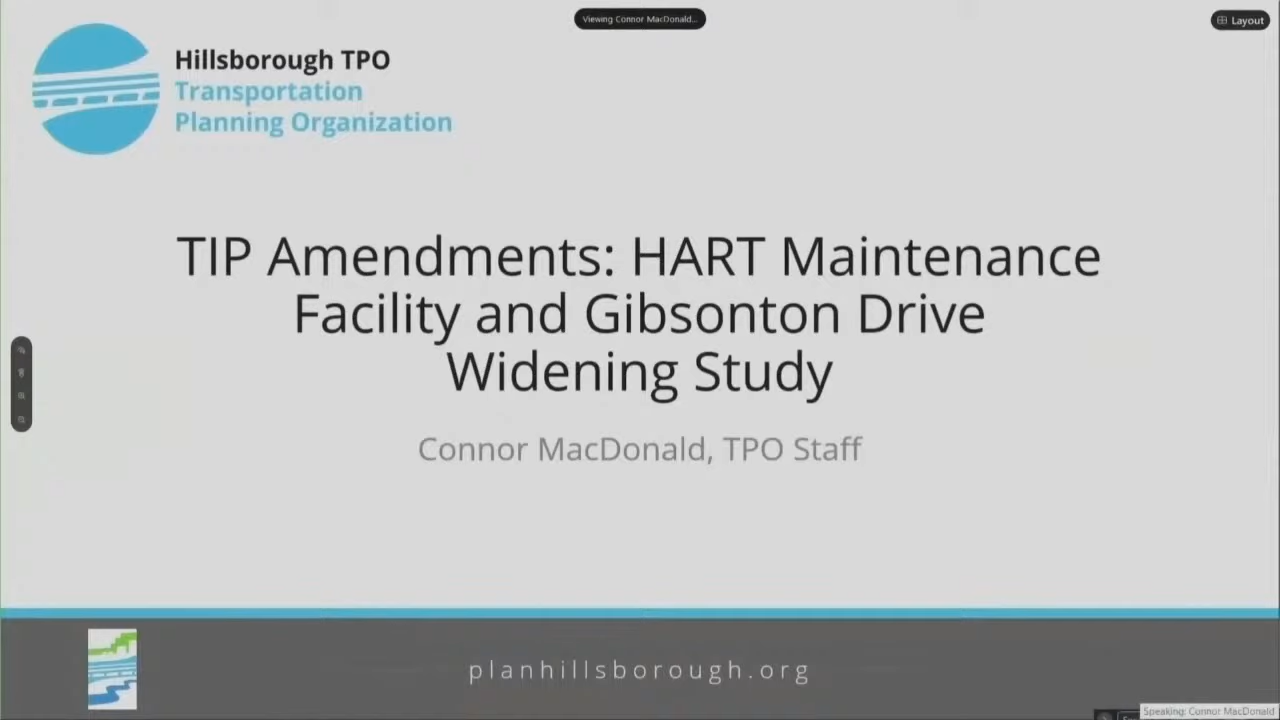 Viewing Connor MacDonald...
Layout
Hillsborough TPO
Transportation
Planning Organization
TIP Amendments: HART Maintenance
Facility and Gibsonton Drive
Widening Study
Connor MacDonald, TPO Staff
planhillsborough.org
Speaking: Connor MacDonald